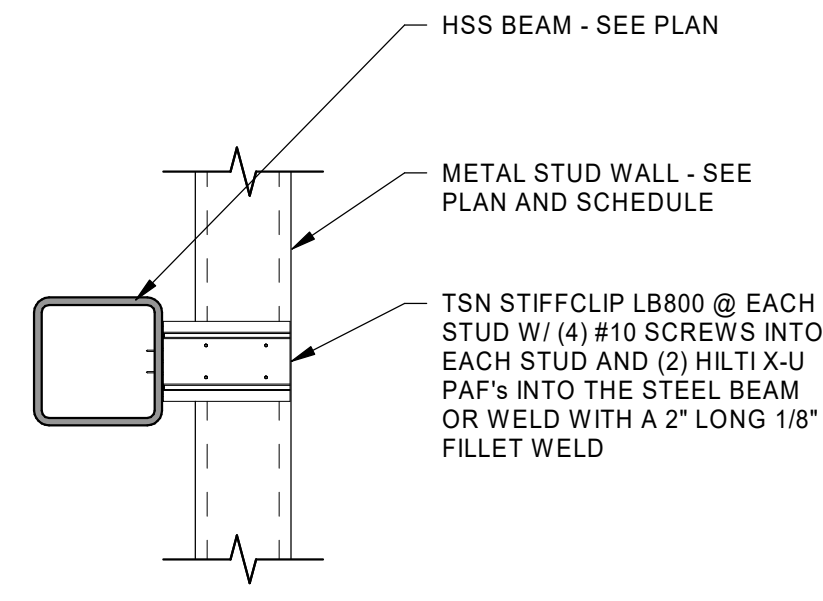 HSS BEAM - SEE PLAN
METAL STUD WALL - SEE
PLAN AND SCHEDULE
TSN STIFFCLIP LB800 @ EACH
STUD W/ (4) #10 SCREWS INTO
EACH STUD AND (2) HILTI X-U
PAF's INTO THE STEEL BEAM
OR WELD WITH A 2" LONG 1/8"
FILLET WELD